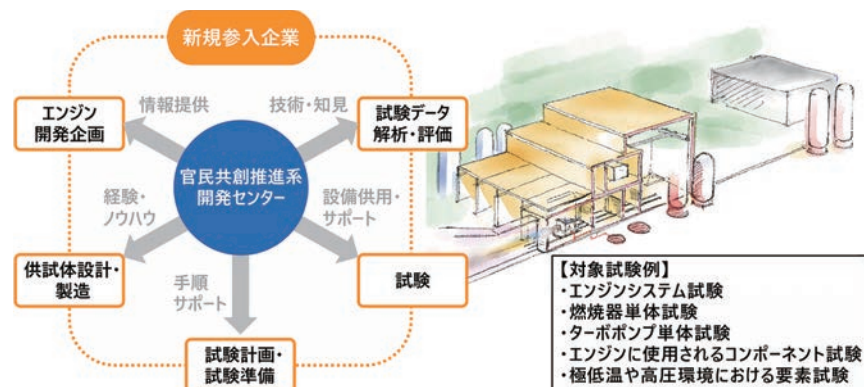 新規参入企業
エンジン
開発企画
情報提供
技術・知見
試験データ
解析・評価
官民共創推進系
開発センター
経験・
ノウハウ
設備供用・
サポート
供試体設計・
製造
手順
サポート
試験
試験計画・
試験準備
【対象試験例】
・エンジンシステム試験
・燃焼器単体試験
・ターボポンプ単体試験
・エンジンに使用されるコンポーネント試験
・極低温や高圧環境における要素試験